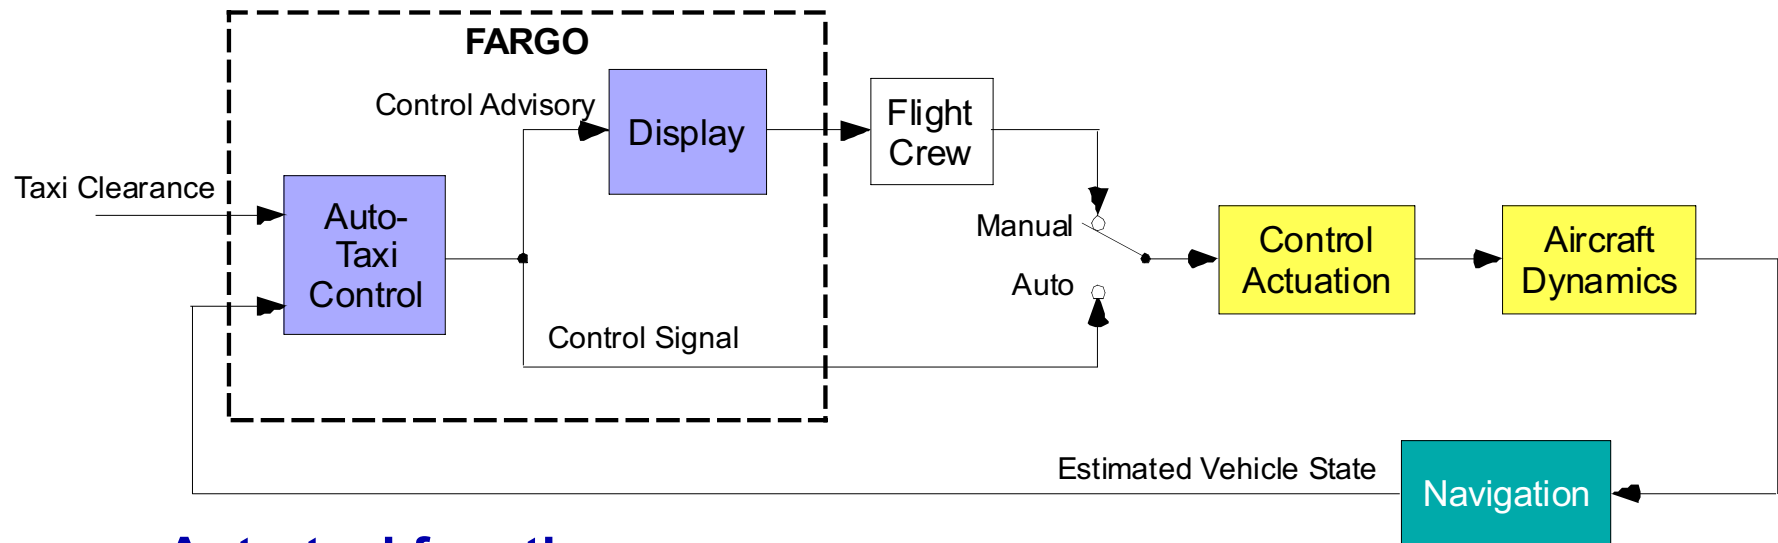 FARGO
Control Advisory
Display
Flight
Crew
Taxi Clearance
Auto-
Taxi
Control
Manual
Auto
Control
Actuation
Aircraft
Dynamics
Control Signal
Estimated Vehicle State
Navigation